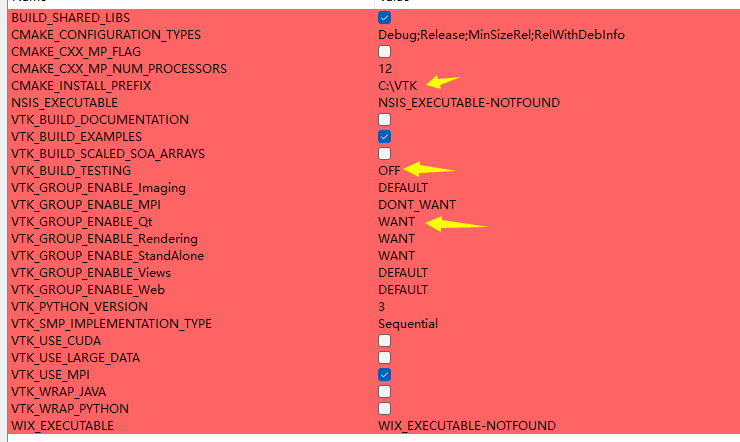 BUILD_SHARED_LIBS
CMAKE_CONFIGURATION_TYPES Debug;Release;MinSizeRel;RelWithDebInfo
CMAKE_CXX_MP_FLAG
CMAKE_CXX_MP_NUM_PROCESSORS 12
CMAKE_INSTALL_PREFIX C:\VTK
NSIS_EXECUTABLE NSIS_EXECUTABLE-NOTFOUND
VTK_BUILD_DOCUMENTATION
VTK_BUILD_EXAMPLES
VTK_BUILD_SCALED_SOA_ARRAYS
VTK_BUILD_TESTING OFF
VTK_GROUP_ENABLE_Imaging DEFAULT
VTK_GROUP_ENABLE_MPI DONT_WANT
VTK_GROUP_ENABLE_Qt WANT
VTK_GROUP_ENABLE_Rendering WANT
VTK_GROUP_ENABLE_StandAlone WANT
VTK_GROUP_ENABLE_Views DEFAULT
VTK_GROUP_ENABLE_Web DEFAULT
VTK_PYTHON_VERSION 3
VTK_SMP_IMPLEMENTATION_TYPE Sequential
VTK_USE_CUDA
VTK_USE_LARGE_DATA
VTK_USE_MPI
VTK_WRAP_JAVA
VTK_WRAP_PYTHON
WIX_EXECUTABLE WIX_EXECUTABLE-NOTFOUND